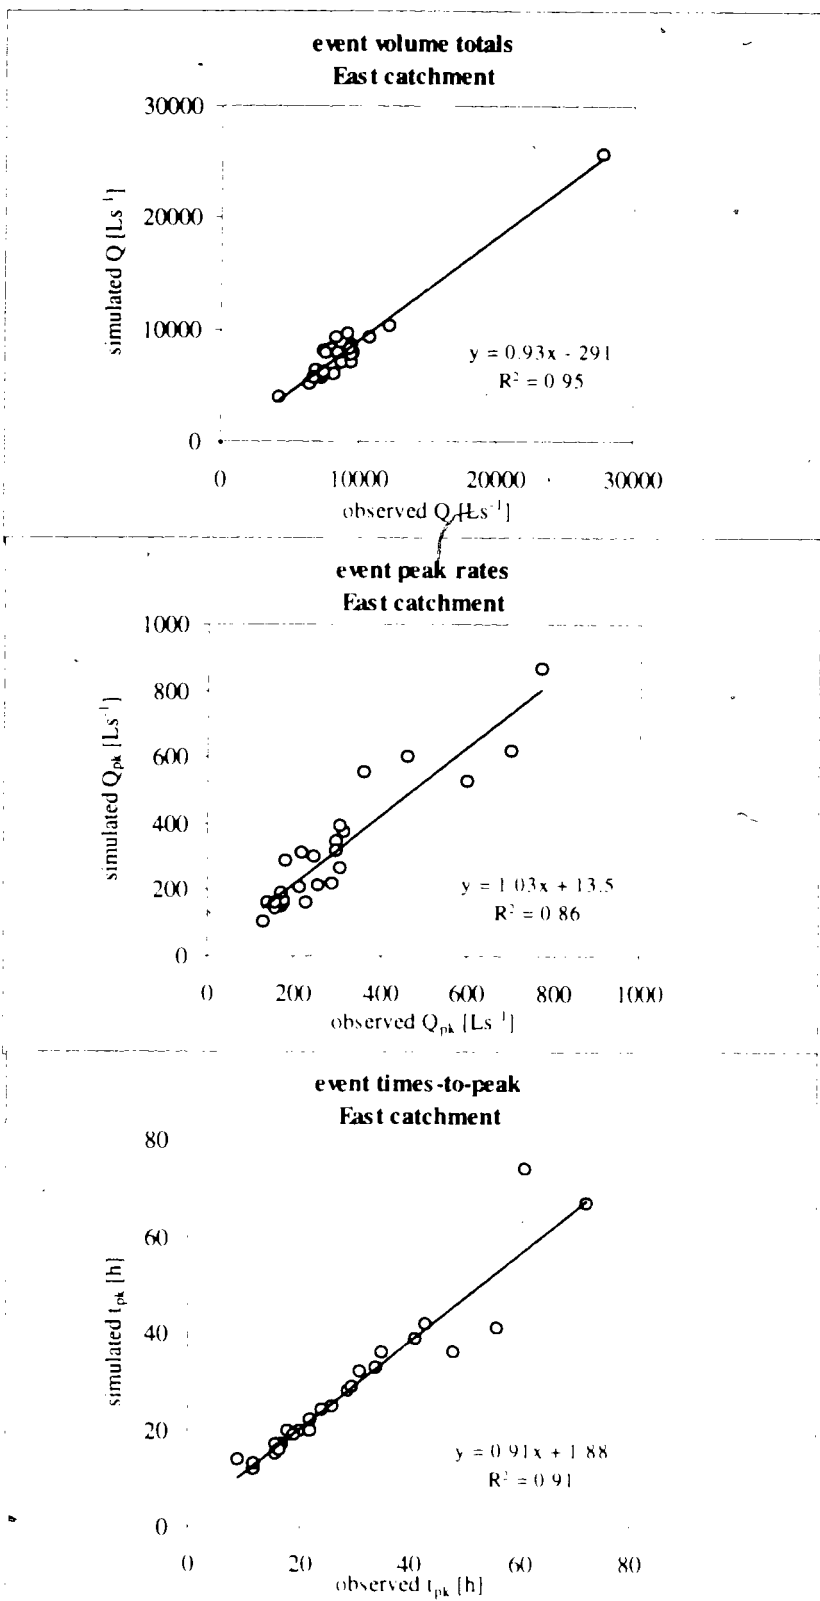 event volume totals
East catchment
30000
20000
10000
0
simulated Q [Ls⁻¹]
y = 0.93x - 291
R² = 0.95
0 10000 20000 30000
observed Q [Ls⁻¹]
event peak rates
East catchment
1000
800
600
400
200
0
simulated Qpk [Ls⁻¹]
y = 1.03x + 13.5
R² = 0.86
0 200 400 600 800 1000
observed Qpk [Ls⁻¹]
event times-to-peak
East catchment
80
60
40
20
0
simulated tpk [h]
y = 0.91x + 1.88
R² = 0.91
0 20 40 60 80
observed tpk [h]